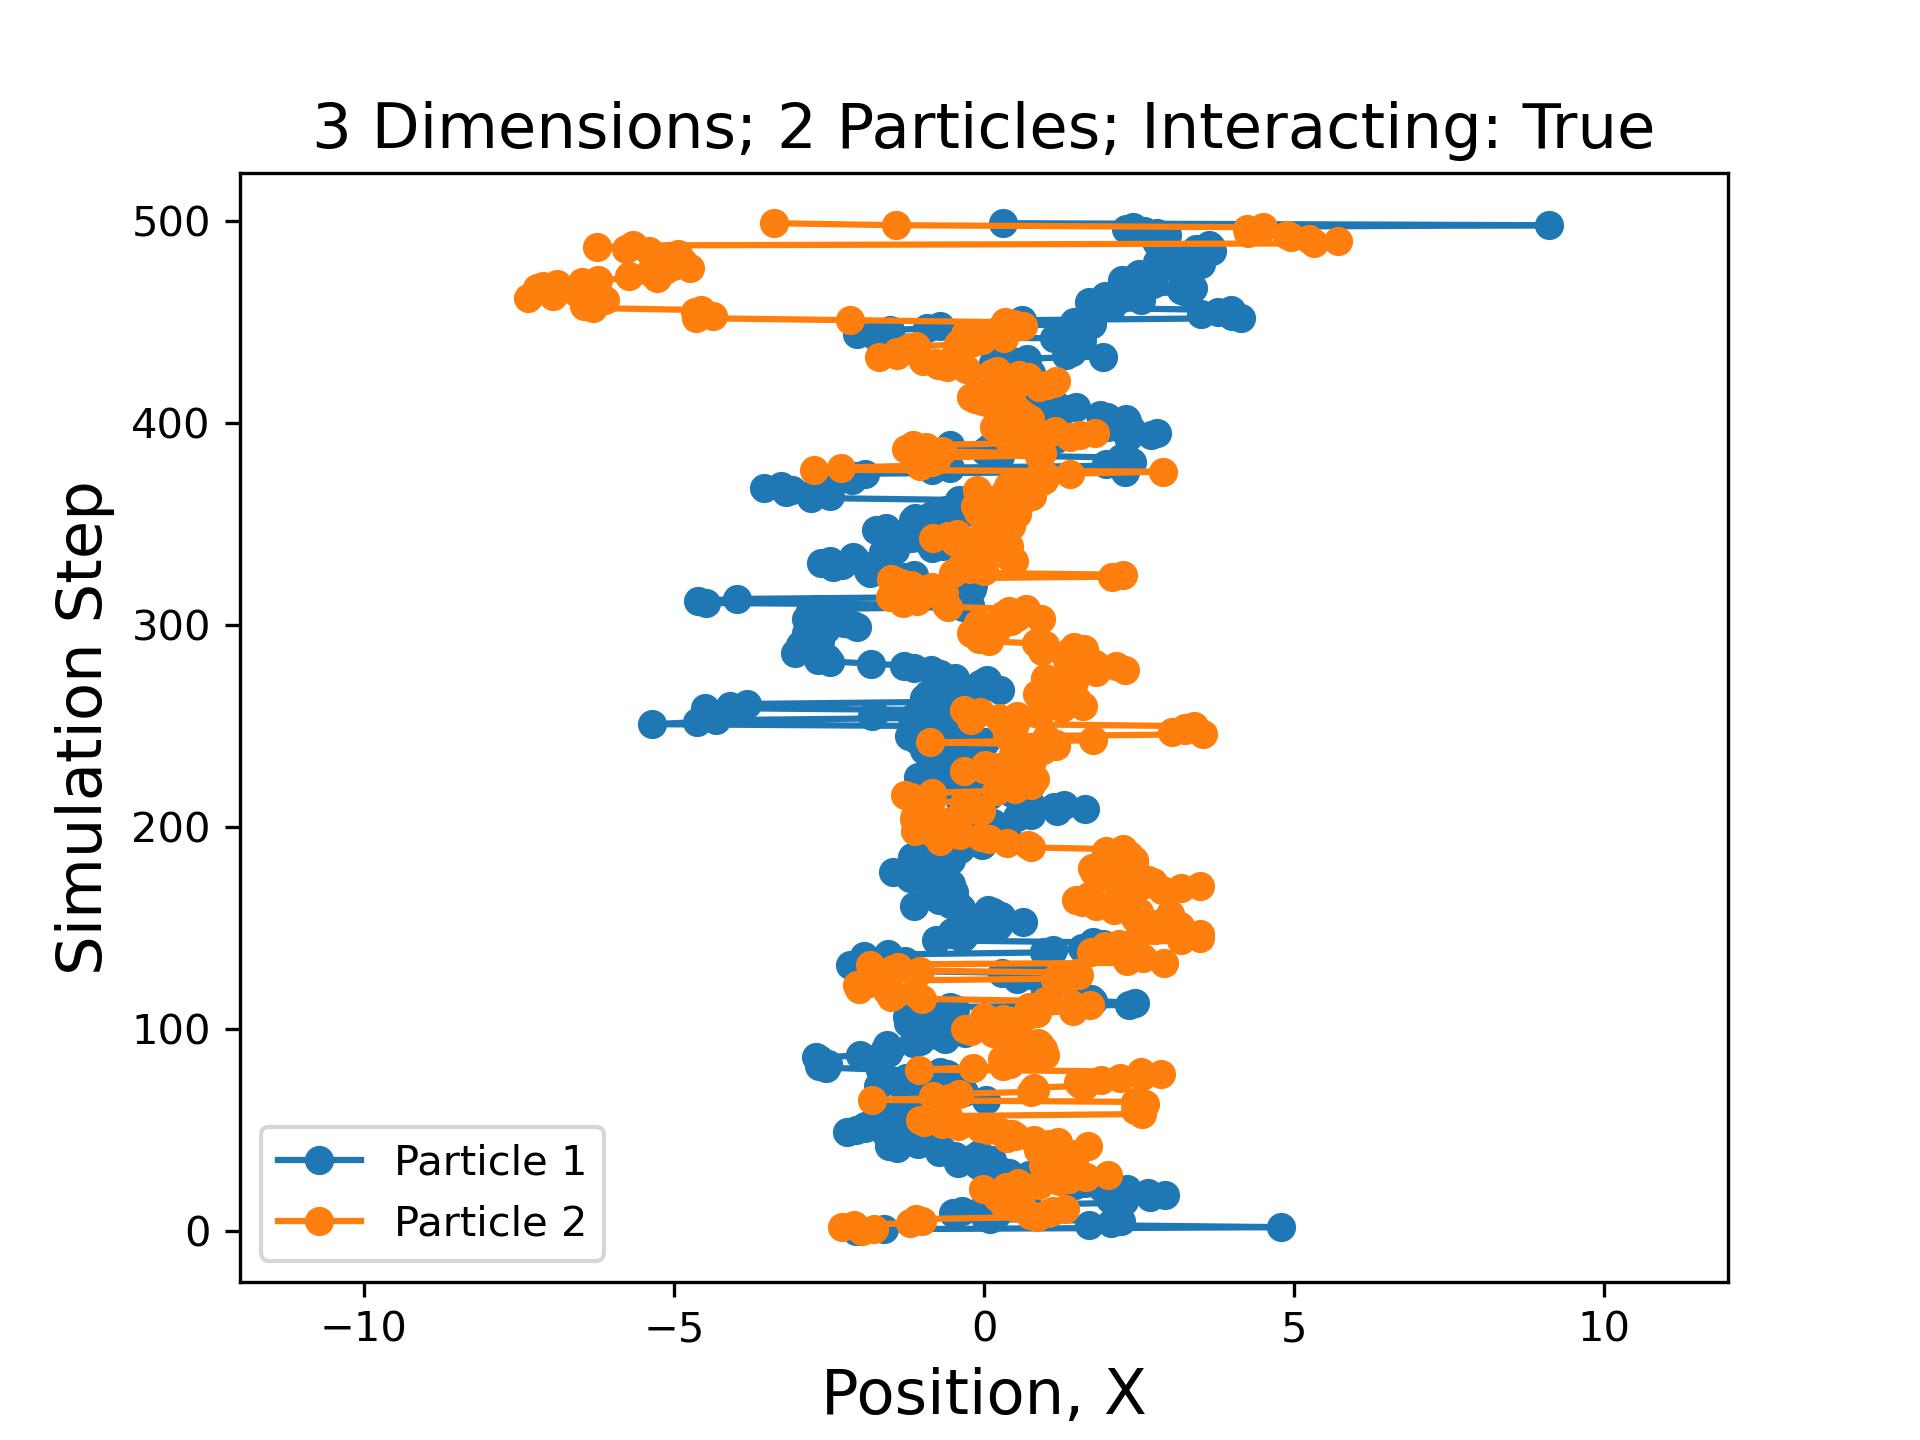 3 Dimensions; 2 Particles; Interacting: True
500
400
300
200
100
0
Simulation Step
Particle 1
Particle 2
−10
−5
0
5
10
Position, X